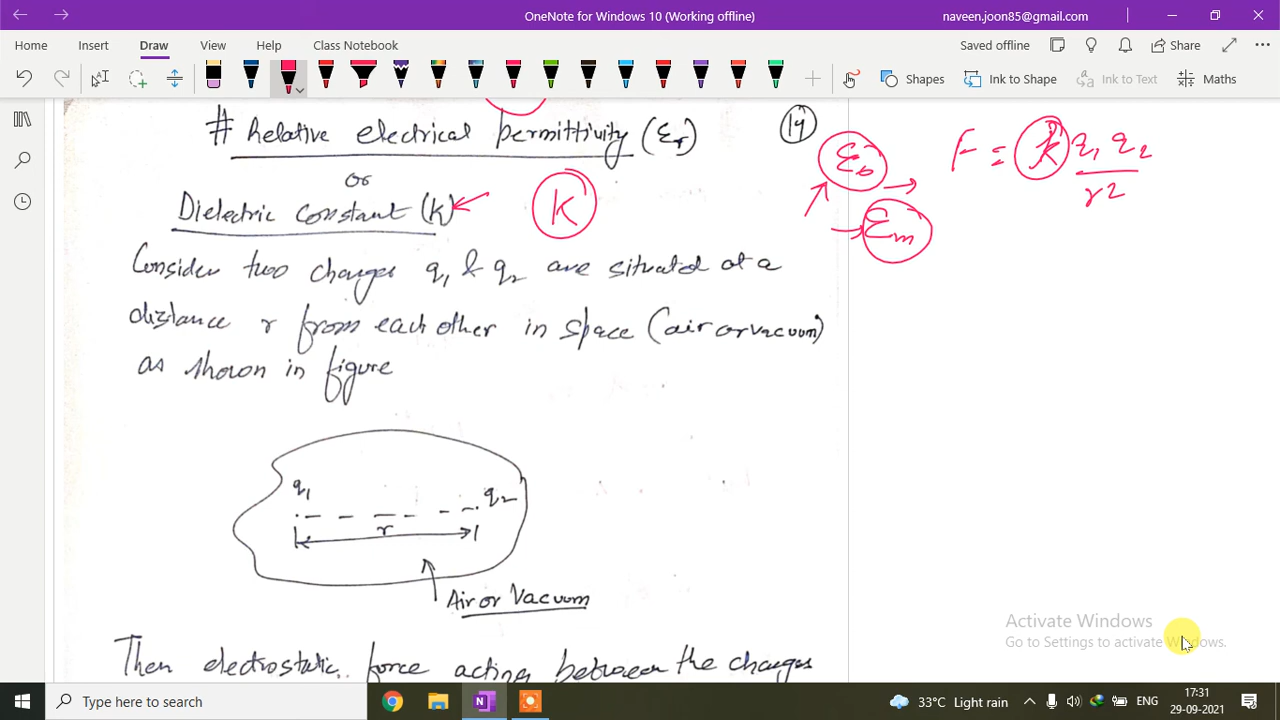 OneNote for Windows 10 (Working offline)
naveen.joon85@gmail.com
Home Insert Draw View Help Class Notebook
Saved offline
Share
Shapes
Ink to Shape
Ink to Text
Maths
# Relative electrical permittivity (Er)
19
or
Dielectric Constant (K)
K
ε₀
εm
F = k q₁ q₂
r2
Consider two charges q₁ & q₂ are situated at a
distance r from each other in space (air or vacuum)
as shown in figure
q₁
q₂
r
Air or Vacuum
Then electrostatic force acting between the charges
Activate Windows
Go to Settings to activate Windows.
Type here to search
33°C Light rain
ENG
17:31
29-09-2021